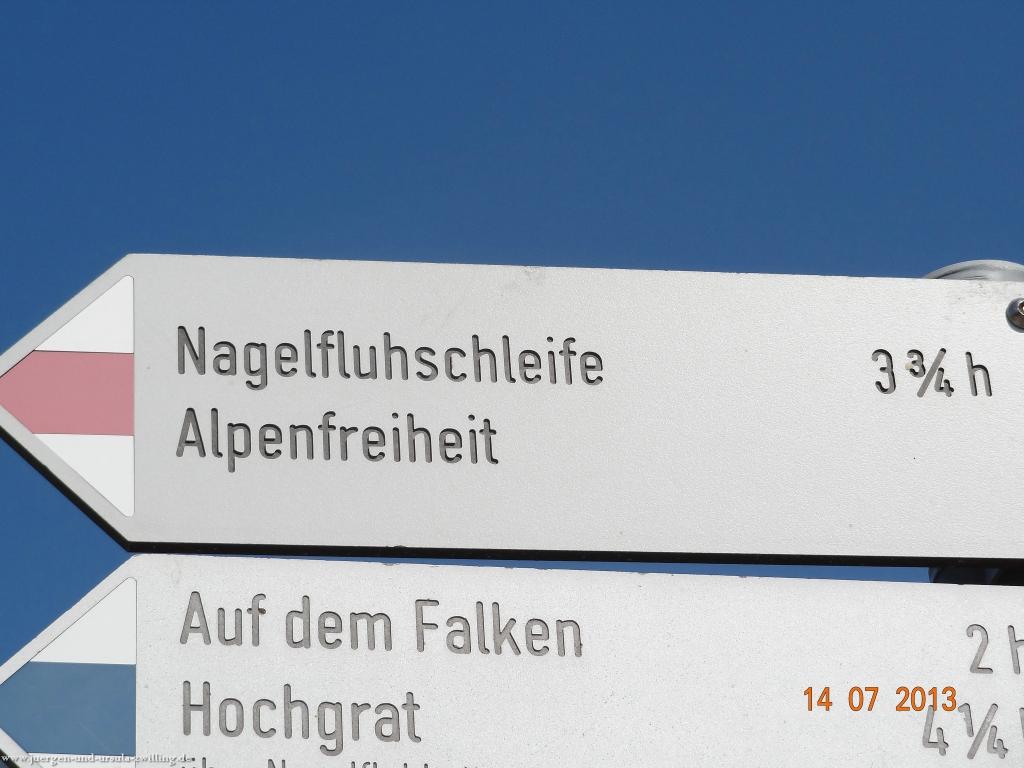 Nagelfluhschleife 3 ¾ h
Alpenfreiheit
Auf dem Falken 2 h
Hochgrat 4 ¼
14 07 2013
www.juergen-und-ursula-zwilling.de